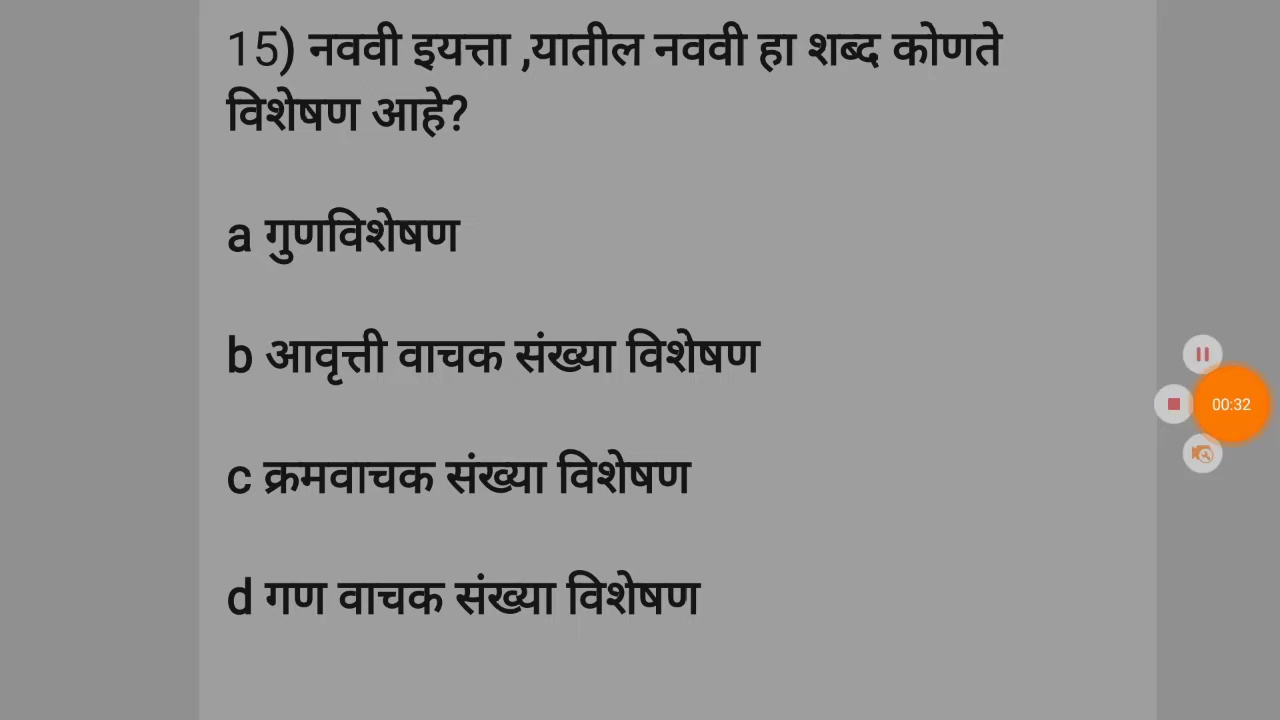 15) नववी इयत्ता ,यातील नववी हा शब्द कोणते
विशेषण आहे?
a गुणविशेषण
b आवृत्ती वाचक संख्या विशेषण
c क्रमवाचक संख्या विशेषण
d गण वाचक संख्या विशेषण
00:32